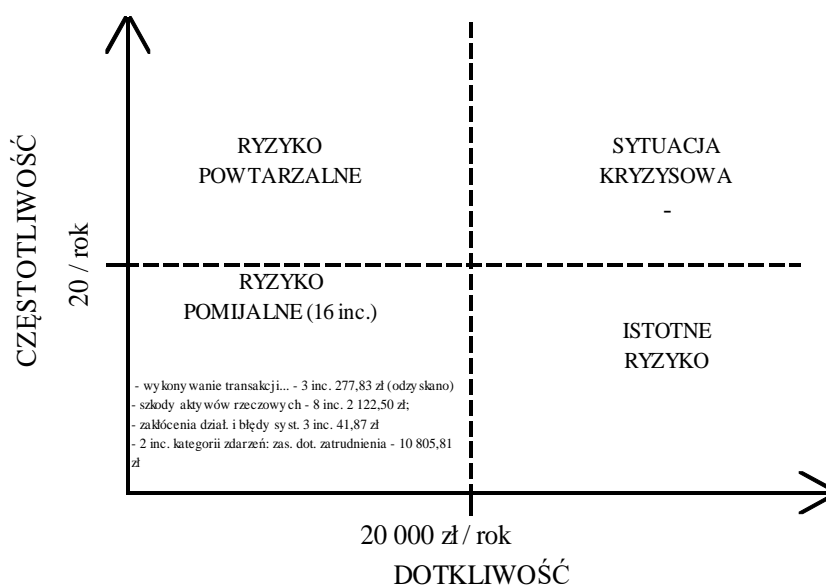 CZĘSTOTLIWOŚĆ
20 / rok
RYZYKO
POWTARZALNE
SYTUACJA
KRYZYSOWA
-
RYZYKO
POMIJALNE (16 inc.)
- wykonywanie transakcji... - 3 inc. 277,83 zł (odzyskano)
- szkody aktywów rzeczowych - 8 inc. 2 122,50 zł;
- zakłócenia dział. i błędy syst. 3 inc. 41,87 zł
- 2 inc. kategorii zdarzeń: zas. dot. zatrudnienia - 10 805,81
zł
ISTOTNE
RYZYKO
20 000 zł / rok
DOTKLIWOŚĆ